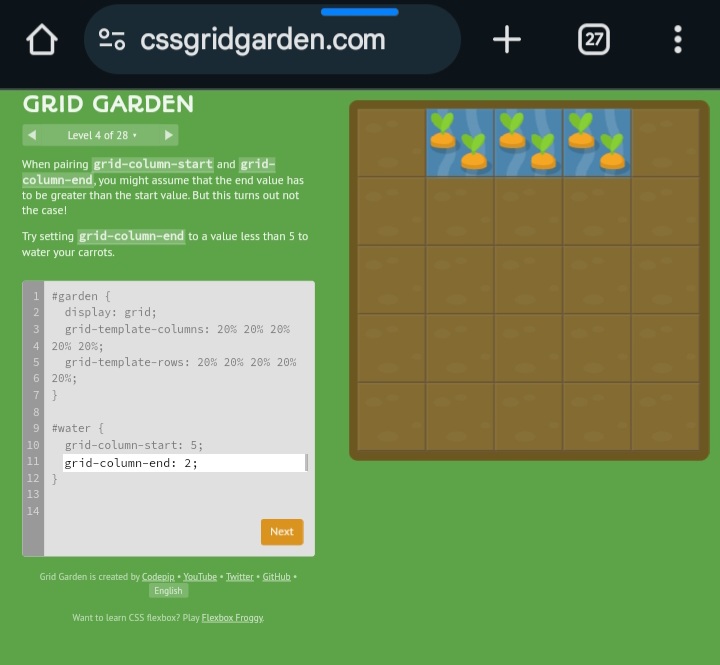 cssgridgarden.com
27
GRID GARDEN
Level 4 of 28
When pairing grid-column-start and grid-
column-end, you might assume that the end value has
to be greater than the start value. But this turns out not
the case!
Try setting grid-column-end to a value less than 5 to
water your carrots.
1 #garden {
2 display: grid;
3 grid-template-columns: 20% 20% 20%
4 20% 20%;
5 grid-template-rows: 20% 20% 20% 20%
6 20%;
7 }
8
9 #water {
10 grid-column-start: 5;
11 grid-column-end: 2;
12 }
13
14
Next
Grid Garden is created by Codepip • YouTube • Twitter • GitHub •
English
Want to learn CSS flexbox? Play Flexbox Froggy.